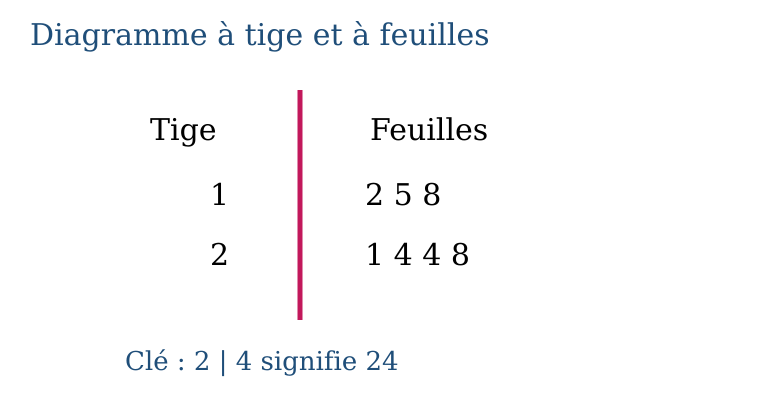 Diagramme à tige et à feuilles
Tige Feuilles
1 2 5 8
2 1 4 4 8
Clé : 2 | 4 signifie 24